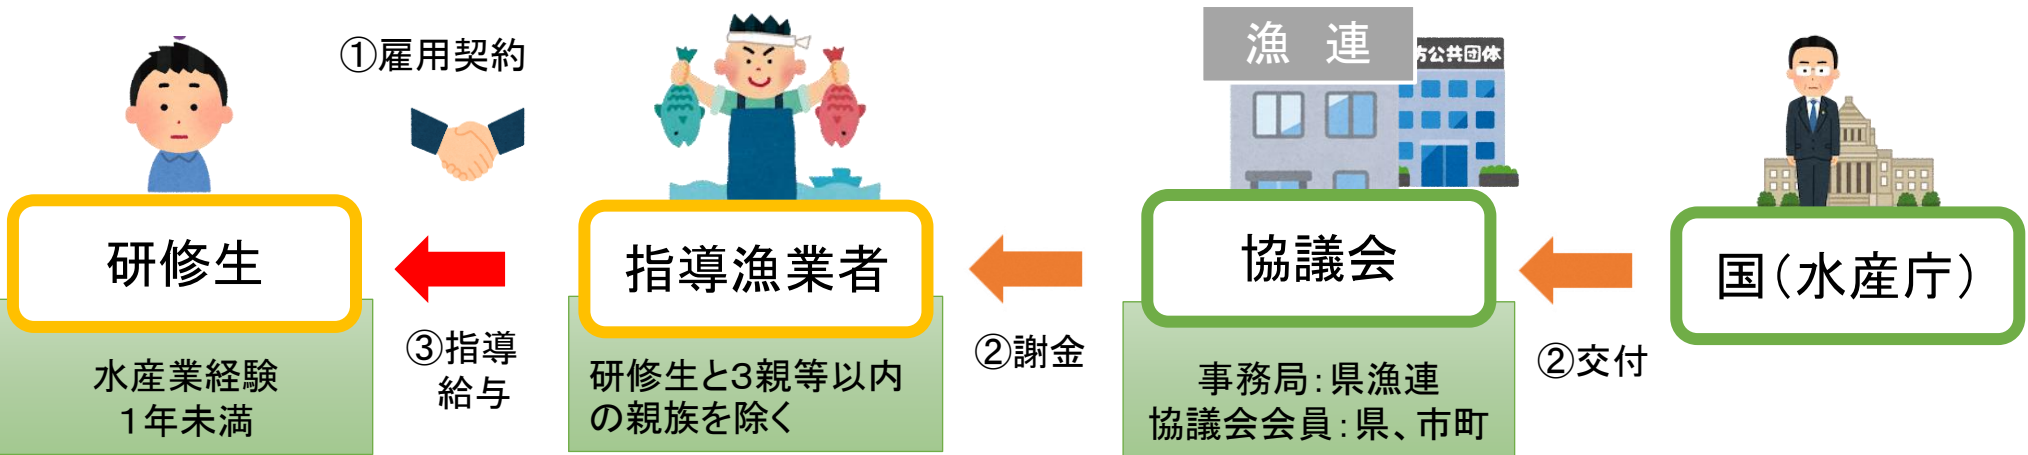 ①雇用契約
漁 連
方公共団体
研修生
指導漁業者
協議会
国(水産庁)
③指導
給与
②謝金
②交付
水産業経験
1年未満
研修生と3親等以内
の親族を除く
事務局:県漁連
協議会会員:県、市町